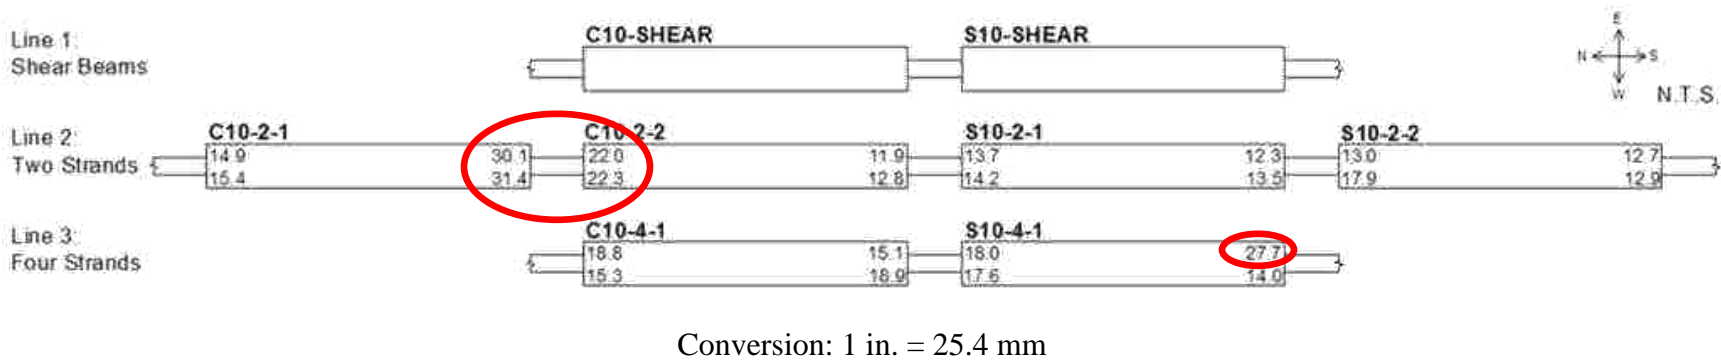 E
C10-SHEAR S10-SHEAR
Line 1:
Shear Beams
N S
W N.T.S.
C10-2-1 C10-2-2 S10-2-1 S10-2-2
Line 2:
Two Strands
14.9 30.1 22.0 11.9 13.7 12.3 13.0 12.7
15.4 31.4 22.3 12.8 14.2 13.5 17.9 12.9
C10-4-1 S10-4-1
Line 3:
Four Strands
18.8 15.1 18.0 27.7
15.3 18.9 17.6 14.0
Conversion: 1 in. = 25.4 mm